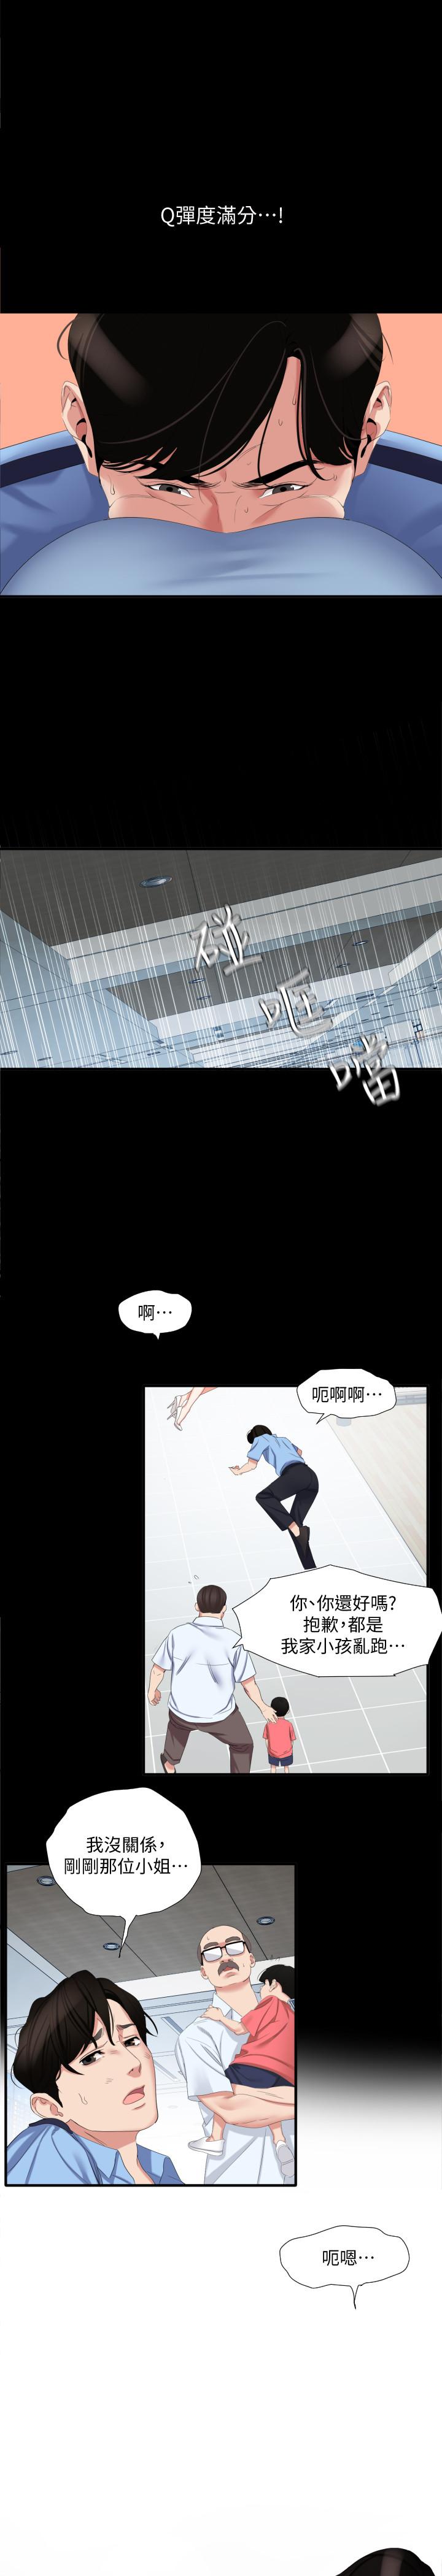 Q彈度滿分…!
碰
哐
噹
啊…
呃啊啊…
你、你還好嗎?
抱歉,都是
我家小孩亂跑…
我沒關係,
剛剛那位小姐…
呃嗯…